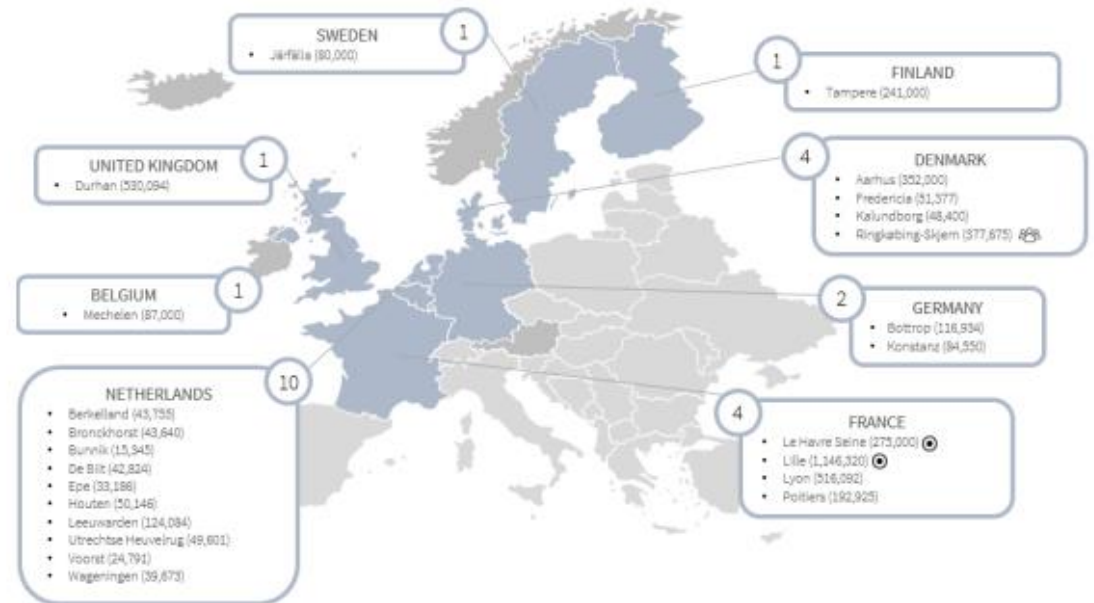 SWEDEN
1
• Järfälla (80,000)
1
FINLAND
• Tampere (241,000)
UNITED KINGDOM
1
• Durhan (530,094)
4
DENMARK
• Aarhus (352,000)
• Fredericia (51,377)
• Kalundborg (48,400)
• Ringkøbing-Skjern (377,675)
BELGIUM
1
• Mechelen (87,000)
2
GERMANY
• Bottrop (116,934)
• Konstanz (84,550)
10
NETHERLANDS
• Berkelland (43,755)
• Bronckhorst (43,640)
• Bunnik (15,345)
• De Bilt (42,824)
• Epe (33,186)
• Houten (50,146)
• Leeuwarden (124,084)
• Utrechtse Heuvelrug (49,601)
• Voorst (24,791)
• Wageningen (39,673)
4
FRANCE
• Le Havre Seine (275,000)
• Lille (1,146,320)
• Lyon (516,092)
• Poitiers (192,925)